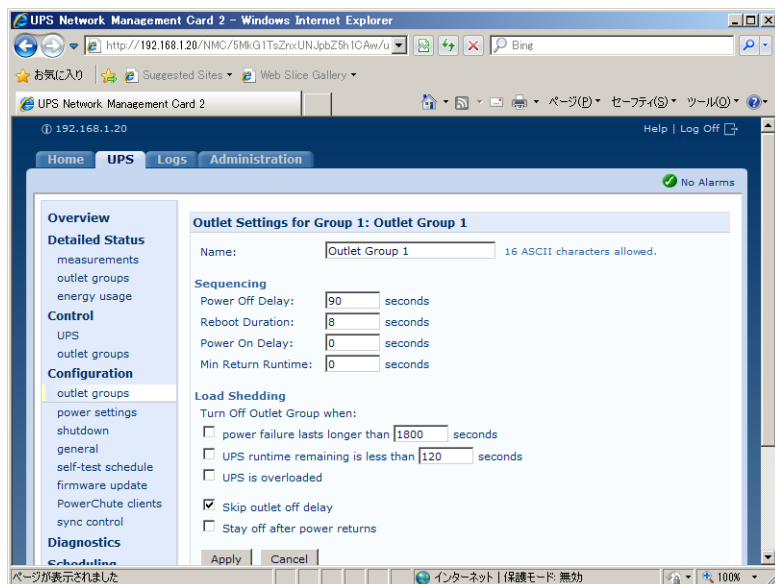 UPS Network Management Card 2 - Windows Internet Explorer
http://192.168.1.20/NMC/5MkG1TsZnxUNJpbZ5h1CAw/u
Bing
お気に入り Suggested Sites Web Slice Gallery
UPS Network Management Card 2
ページ(P) セーフティ(S) ツール(O)
192.168.1.20
Help | Log Off
Home UPS Logs Administration
No Alarms
Overview
Detailed Status
measurements
outlet groups
energy usage
Control
UPS
outlet groups
Configuration
outlet groups
power settings
shutdown
general
self-test schedule
firmware update
PowerChute clients
sync control
Diagnostics
Scheduling
Outlet Settings for Group 1: Outlet Group 1
Name: Outlet Group 1 16 ASCII characters allowed.
Sequencing
Power Off Delay: 90 seconds
Reboot Duration: 8 seconds
Power On Delay: 0 seconds
Min Return Runtime: 0 seconds
Load Shedding
Turn Off Outlet Group when:
power failure lasts longer than 1800 seconds
UPS runtime remaining is less than 120 seconds
UPS is overloaded
Skip outlet off delay
Stay off after power returns
Apply Cancel
ページが表示されました
インターネット | 保護モード: 無効
100%